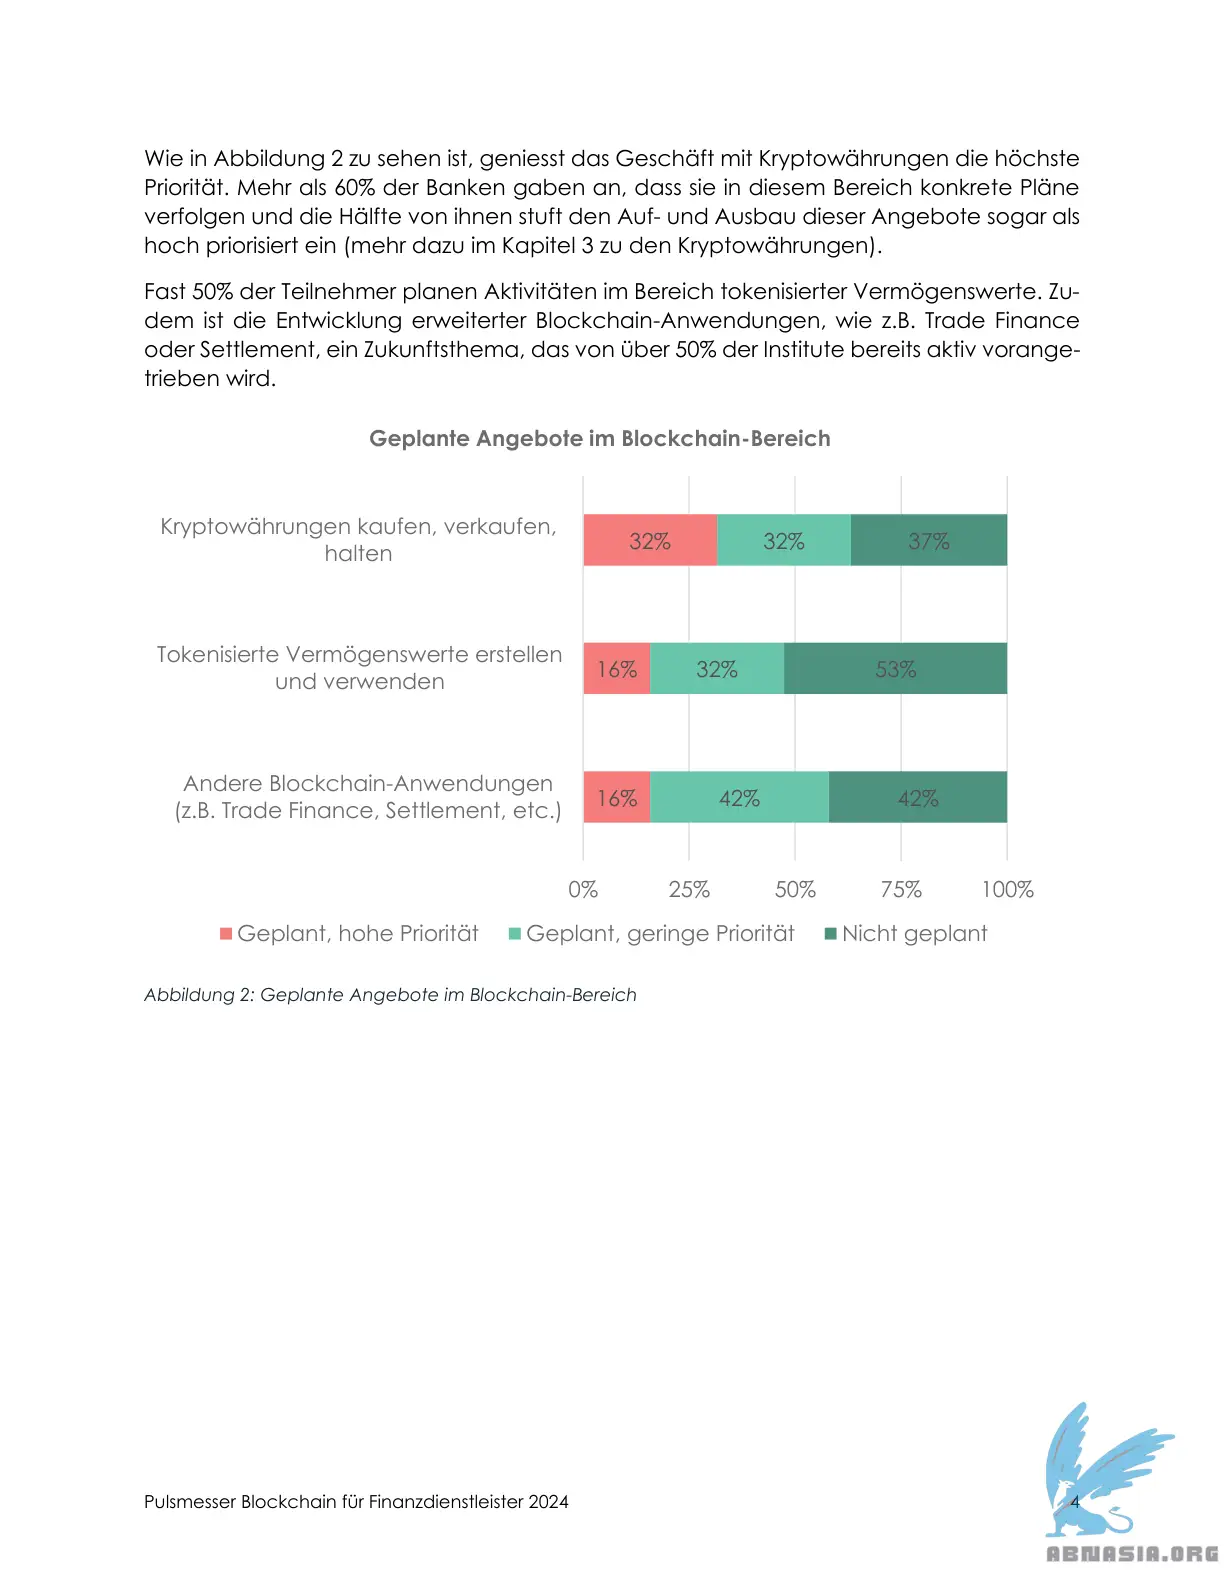 Wie in Abbildung 2 zu sehen ist, geniesst das Geschäft mit Kryptowährungen die höchste
Priorität. Mehr als 60% der Banken gaben an, dass sie in diesem Bereich konkrete Pläne
verfolgen und die Hälfte von ihnen stuft den Auf- und Ausbau dieser Angebote sogar als
hoch priorisiert ein (mehr dazu im Kapitel 3 zu den Kryptowährungen).
Fast 50% der Teilnehmer planen Aktivitäten im Bereich tokenisierter Vermögenswerte. Zu-
dem ist die Entwicklung erweiterter Blockchain-Anwendungen, wie z.B. Trade Finance
oder Settlement, ein Zukunftsthema, das von über 50% der Institute bereits aktiv vorange-
trieben wird.
Geplante Angebote im Blockchain-Bereich
Kryptowährungen kaufen, verkaufen,
halten
32% 32% 37%
Tokenisierte Vermögenswerte erstellen
und verwenden
16% 32% 53%
Andere Blockchain-Anwendungen
(z.B. Trade Finance, Settlement, etc.)
16% 42% 42%
0% 25% 50% 75% 100%
Geplant, hohe Priorität Geplant, geringe Priorität Nicht geplant
Abbildung 2: Geplante Angebote im Blockchain-Bereich
Pulsmesser Blockchain für Finanzdienstleister 2024 4
ABNASIA.ORG